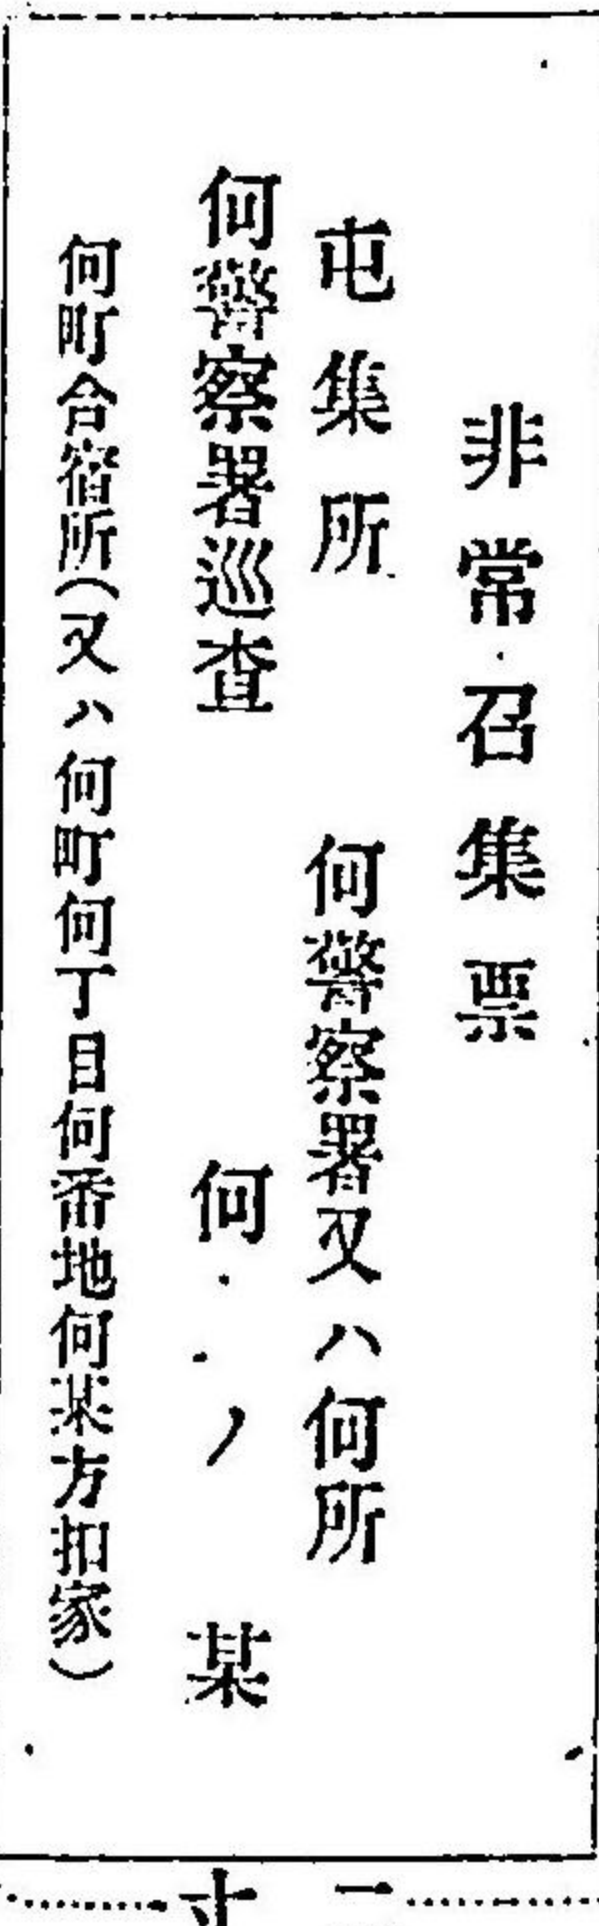 非常召集票
屯集所　何警察署又ハ何所
何警察署巡査　何ノ某
何町合宿所(又ハ何町何丁目何番地何某方扣家)
二寸